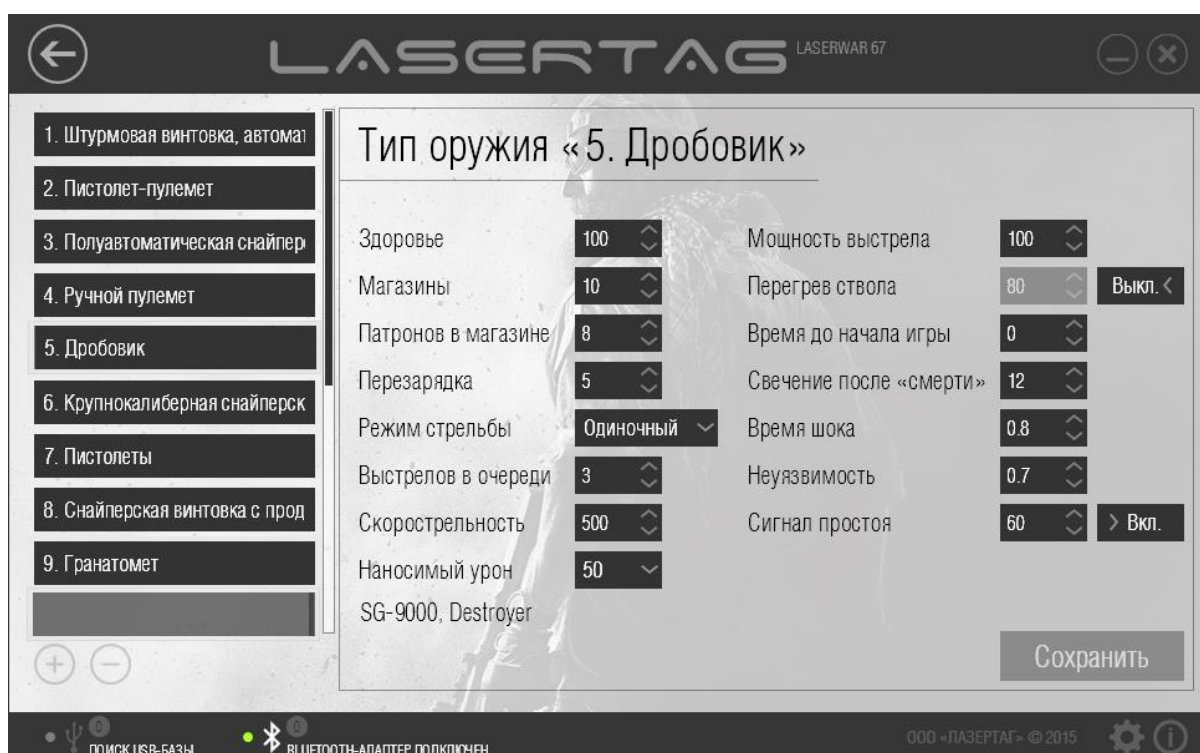 LASERTAG LASERWAR 67
1. Штурмовая винтовка, автомат
2. Пистолет-пулемет
3. Полуавтоматическая снайпер
4. Ручной пулемет
5. Дробовик
6. Крупнокалиберная снайперск
7. Пистолеты
8. Снайперская винтовка с прод
9. Гранатомет
Тип оружия «5. Дробовик»
Здоровье 100
Магазины 10
Патронов в магазине 8
Перезарядка 5
Режим стрельбы Одиночный
Выстрелов в очереди 3
Скорострельность 500
Наносимый урон 50
SG-9000, Destroyer
Мощность выстрела 100
Перегрев ствола 80 Выкл.
Время до начала игры 0
Свечение после «смерти» 12
Время шока 0.8
Неуязвимость 0.7
Сигнал простоя 60 Вкл.
Сохранить
0 ПОИСК USB-БАЗЫ
0 BLUETOOTH-АДАПТЕР ПОДКЛЮЧЕН
ООО «ЛАЗЕРТАГ» © 2015